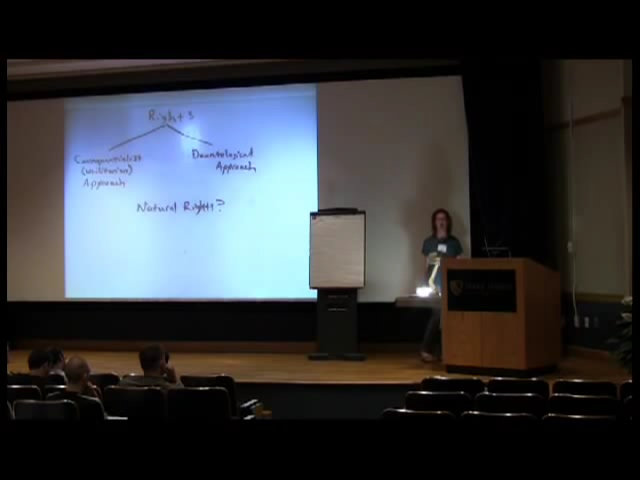 Rights
Consequentialist
(Utilitarian)
Approach
Deontological
Approach
Natural Rights?